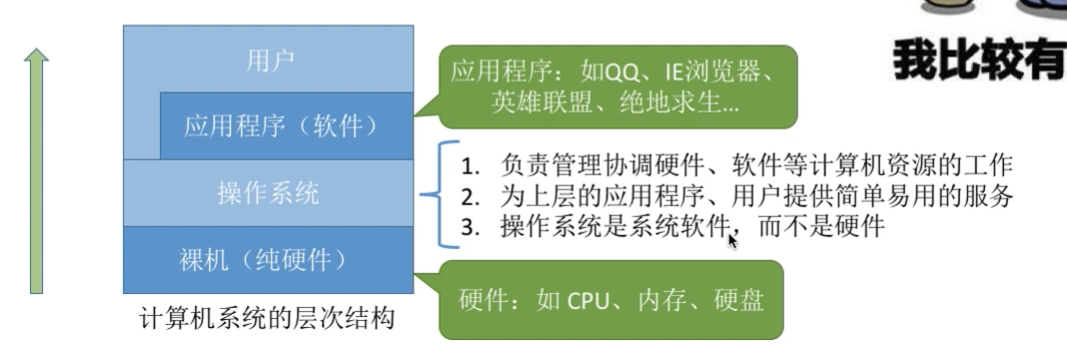 用户
应用程序（软件）
操作系统
裸机（纯硬件）
计算机系统的层次结构
应用程序：如QQ、IE浏览器、
英雄联盟、绝地求生...
1. 负责管理协调硬件、软件等计算机资源的工作
2. 为上层的应用程序、用户提供简单易用的服务
3. 操作系统是系统软件，而不是硬件
硬件：如 CPU、内存、硬盘
我比较有